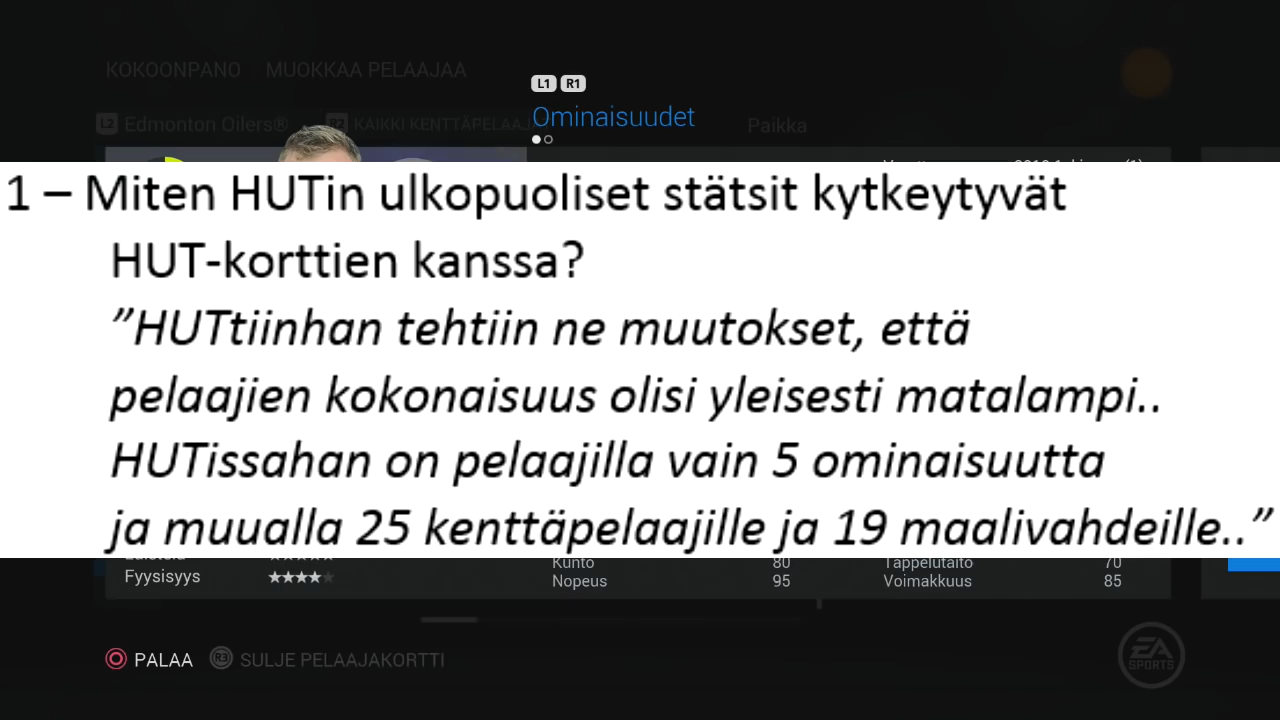 KOKOONPANO MUOKKAA PELAAJAA
L1 R1
Ominaisuudet
L2 Edmonton Oilers® R2 KAIKKI KENTTÄPELAAJ
Paikka
1 – Miten HUTin ulkopuoliset stätsit kytkeytyvät
HUT-korttien kanssa?
”HUTtiinhan tehtiin ne muutokset, että
pelaajien kokonaisuus olisi yleisesti matalampi..
HUTissahan on pelaajilla vain 5 ominaisuutta
ja muualla 25 kenttäpelaajille ja 19 maalivahdeille..”
Kunto 80 Tappelutaito 70
Fyysisyys
Nopeus 95 Voimakkuus 85
PALAA R3 SULJE PELAAJAKORTTI
EA SPORTS